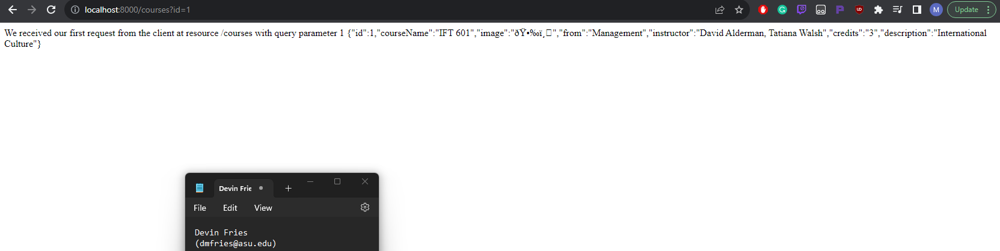 localhost:8000/courses?id=1
M
Update
We received our first request from the client at resource /courses with query parameter 1 {"id":1,"courseName":"IFT 601","image":"ðŸ•‰ï¸�","from":"Management","instructor":"David Alderman, Tatiana Walsh","credits":"3","description":"International
Culture"}
Devin Frie
File Edit View
Devin Fries
(dmfries@asu.edu)